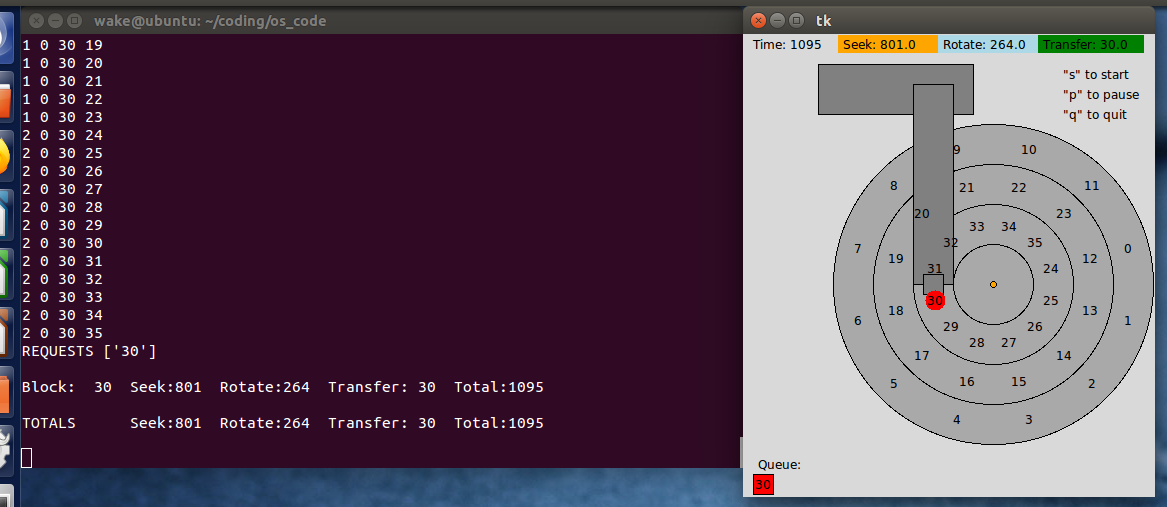 wake@ubuntu: ~/coding/os_code
1 0 30 19
1 0 30 20
1 0 30 21
1 0 30 22
1 0 30 23
2 0 30 24
2 0 30 25
2 0 30 26
2 0 30 27
2 0 30 28
2 0 30 29
2 0 30 30
2 0 30 31
2 0 30 32
2 0 30 33
2 0 30 34
2 0 30 35
REQUESTS ['30']
Block:  30  Seek:801  Rotate:264  Transfer: 30  Total:1095
TOTALS      Seek:801  Rotate:264  Transfer: 30  Total:1095
tk
Time: 1095 Seek: 801.0 Rotate: 264.0 Transfer: 30.0
"s" to start
"p" to pause
"q" to quit
9 10
8 11
21 22
20 23
33 34
7 32 35 0
19 12
31 24
30 25
18 13
6 1
29 26
28 27
17 14
5 16 15 2
4 3
Queue:
30